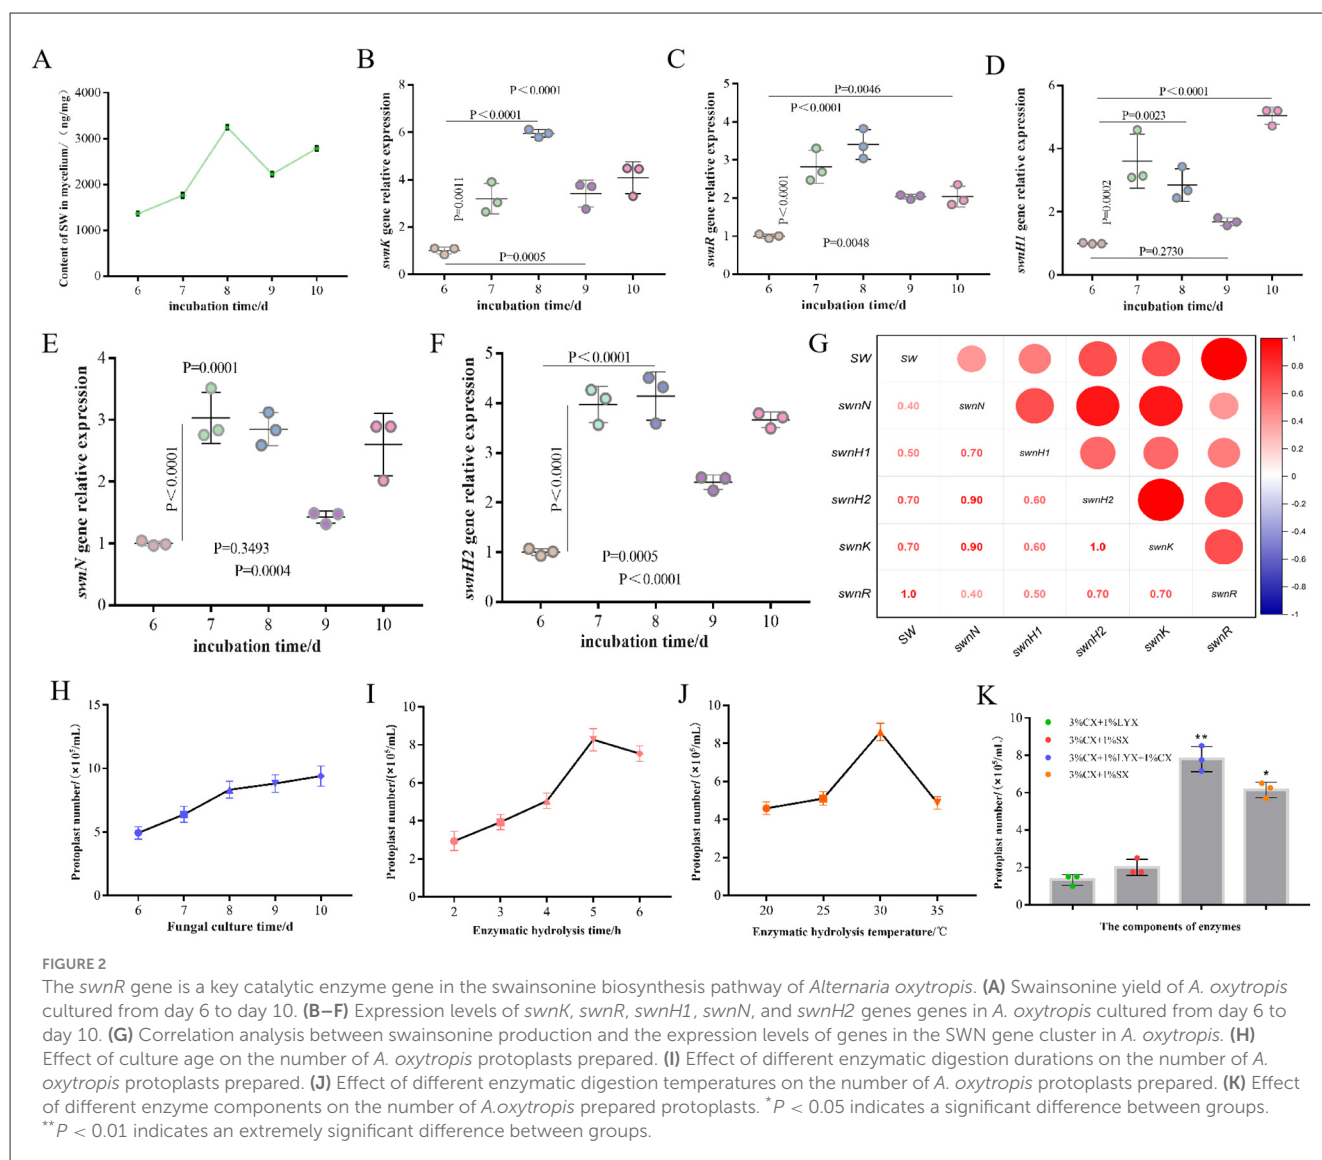 A
Content of SW in mycelium/（ng/mg）
4000
3000
2000
1000
0
6 7 8 9 10
incubation time/d
B
swnK gene relative expression
8
6
4
2
0
P＜0.0001
P＜0.0001
P=0.0011
P=0.0005
6 7 8 9 10
incubation time/d
C
swnR gene relative expression
5
4
3
2
1
0
P=0.0046
P＜0.0001
P＜0.0001
P=0.0048
6 7 8 9 10
incubation time/d
D
swnH1 gene relative expression
6
4
2
0
P＜0.0001
P=0.0023
P=0.0002
P=0.2730
6 7 8 9 10
incubation time/d
E
swnN gene relative expression
4
3
2
1
0
P=0.0001
P＜0.0001
P=0.3493
P=0.0004
6 7 8 9 10
incubation time/d
F
swnH2 gene relative expression
5
4
3
2
1
0
P＜0.0001
P＜0.0001
P=0.0005
P＜0.0001
6 7 8 9 10
incubation time/d
G
SW SW
swnN 0.40 swnN
swnH1 0.50 0.70 swnH1
swnH2 0.70 0.90 0.60 swnH2
swnK 0.70 0.90 0.60 1.0 swnK
swnR 1.0 0.40 0.50 0.70 0.70 swnR
SW swnN swnH1 swnH2 swnK swnR
1
0.8
0.6
0.4
0.2
0
-0.2
-0.4
-0.6
-0.8
-1
H
Protoplast number/（×10⁵/mL）
15
10
5
0
6 7 8 9 10
Fungal culture time/d
I
Protoplast number/(×10⁵/mL）
10
8
6
4
2
0
2 3 4 5 6
Enzymatic hydrolysis time/h
J
Protoplast number/（×10⁵/mL）
8
6
4
2
0
20 25 30 35
Enzymatic hydrolysis temperature/℃
K
Protoplast number/（×10⁵/mL）
10
8
6
4
2
0
3%CX+1%LYX
3%CX+1%SX
3%CX+1%LYX+1%CX
3%CX+1%SX
**
*
The components of enzymes
FIGURE 2
The swnR gene is a key catalytic enzyme gene in the swainsonine biosynthesis pathway of Alternaria oxytropis. (A) Swainsonine yield of A. oxytropis
cultured from day 6 to day 10. (B–F) Expression levels of swnK, swnR, swnH1, swnN, and swnH2 genes genes in A. oxytropis cultured from day 6 to
day 10. (G) Correlation analysis between swainsonine production and the expression levels of genes in the SWN gene cluster in A. oxytropis. (H)
Effect of culture age on the number of A. oxytropis protoplasts prepared. (I) Effect of different enzymatic digestion durations on the number of A.
oxytropis protoplasts prepared. (J) Effect of different enzymatic digestion temperatures on the number of A. oxytropis protoplasts prepared. (K) Effect
of different enzyme components on the number of A.oxytropis prepared protoplasts. *P < 0.05 indicates a significant difference between groups.
**P < 0.01 indicates an extremely significant difference between groups.